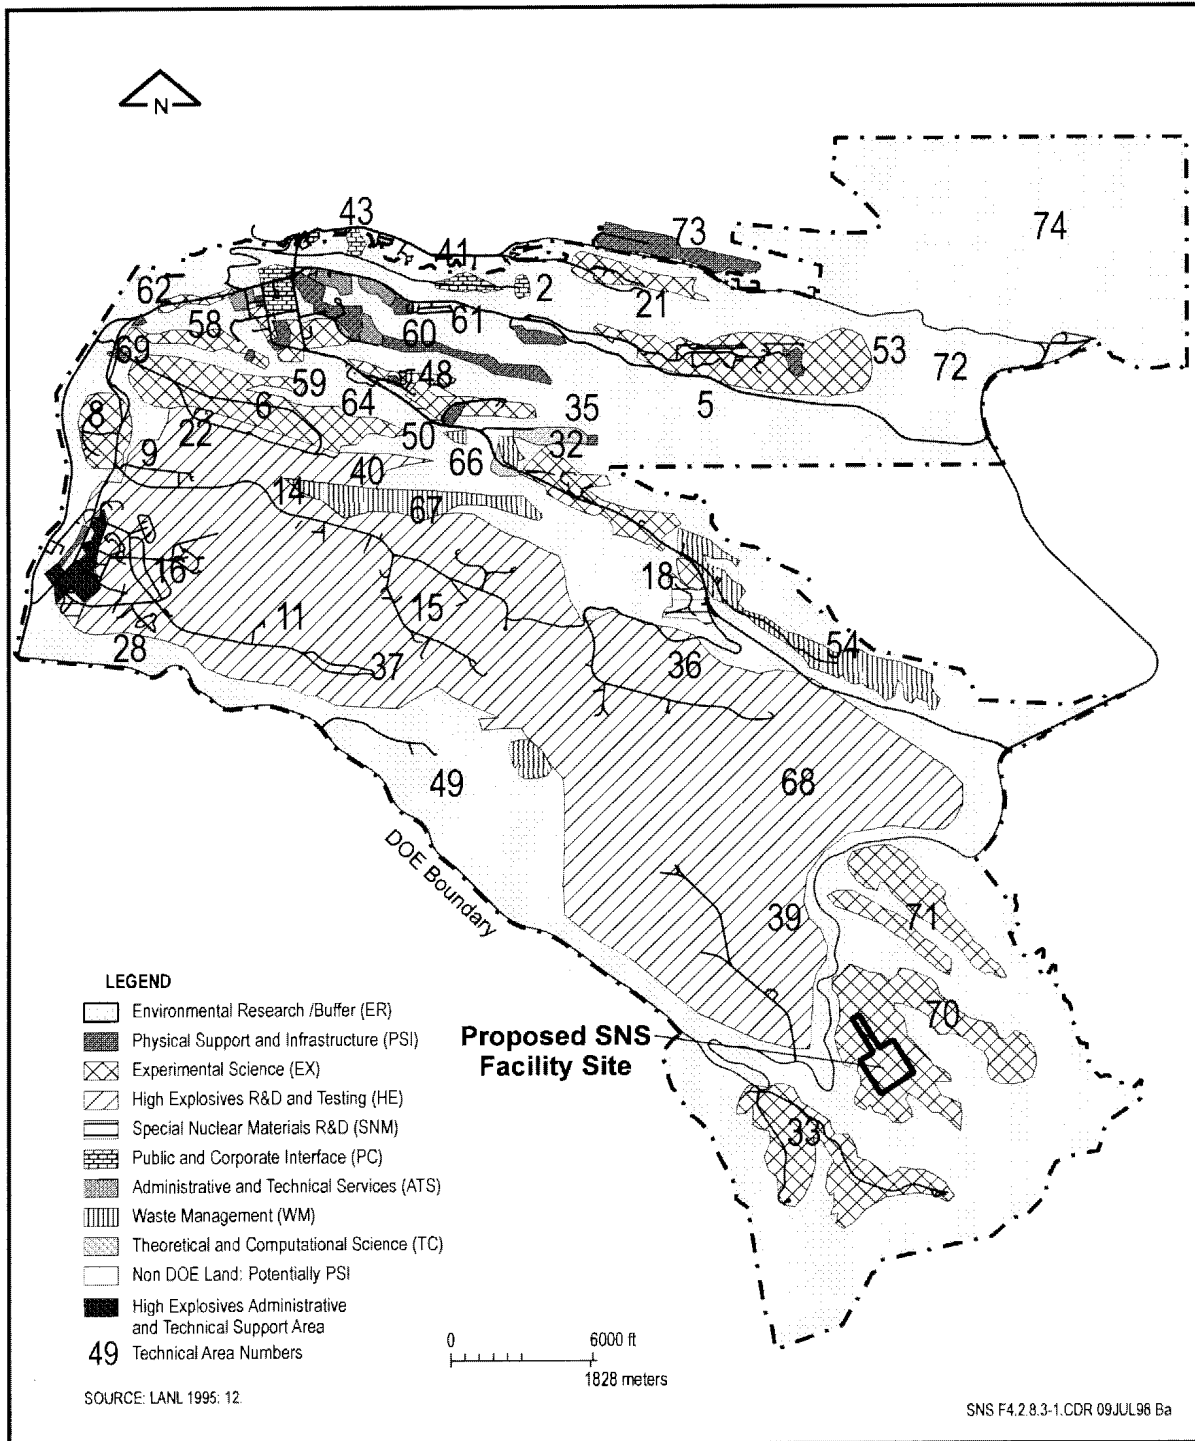 N
43
73
74
41
62
2
21
58
61
60
53
69
72
59
48
8
6
64
35
5
22
50
32
9
66
40
14
67
16
18
15
11
28
54
37
36
49
68
DOE Boundary
39
71
70
Proposed SNS
Facility Site
33
LEGEND
Environmental Research /Buffer (ER)
Physical Support and Infrastructure (PSI)
Experimental Science (EX)
High Explosives R&D and Testing (HE)
Special Nuclear Materials R&D (SNM)
Public and Corporate Interface (PC)
Administrative and Technical Services (ATS)
Waste Management (WM)
Theoretical and Computational Science (TC)
Non DOE Land: Potentially PSI
High Explosives Administrative
and Technical Support Area
49 Technical Area Numbers
0 6000 ft
1828 meters
SOURCE: LANL 1995: 12.
SNS F4.2.8.3-1.CDR 09JUL98 Ba